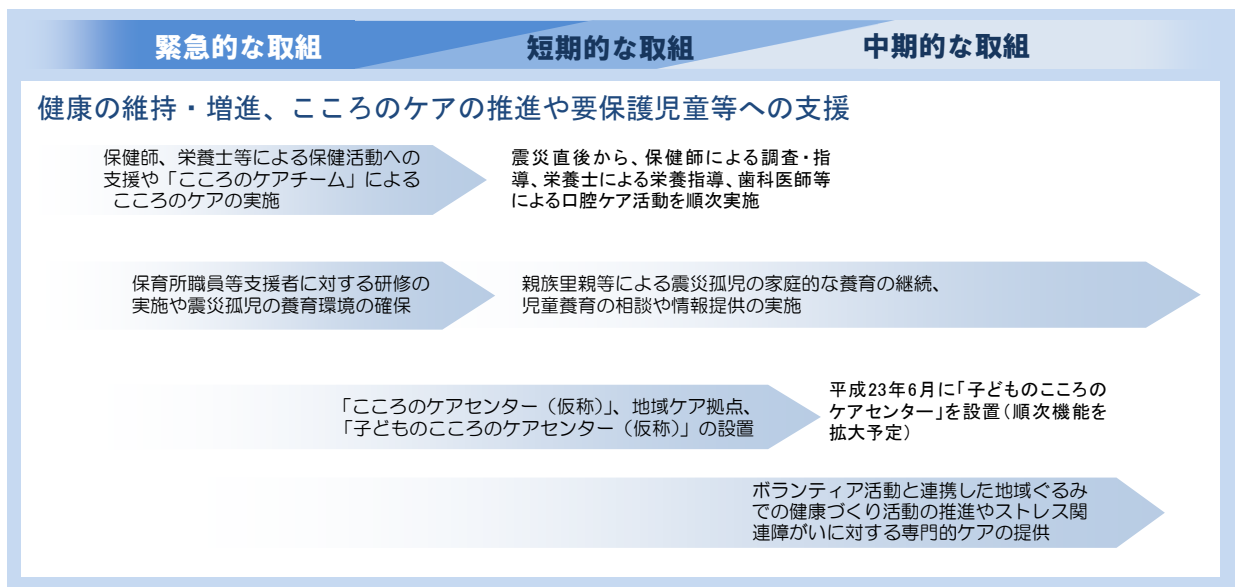 緊急的な取組
短期的な取組
中期的な取組
健康の維持・増進、こころのケアの推進や要保護児童等への支援
保健師、栄養士等による保健活動への
支援や「こころのケアチーム」による
こころのケアの実施
震災直後から、保健師による調査・指
導、栄養士による栄養指導、歯科医師等
による口腔ケア活動を順次実施
保育所職員等支援者に対する研修の
実施や震災孤児の養育環境の確保
親族里親等による震災孤児の家庭的な養育の継続、
児童養育の相談や情報提供の実施
「こころのケアセンター（仮称）」、地域ケア拠点、
「子どものこころのケアセンター（仮称）」の設置
平成23年6月に「子どものこころの
ケアセンター」を設置（順次機能を
拡大予定）
ボランティア活動と連携した地域ぐるみ
での健康づくり活動の推進やストレス関
連障がいに対する専門的ケアの提供